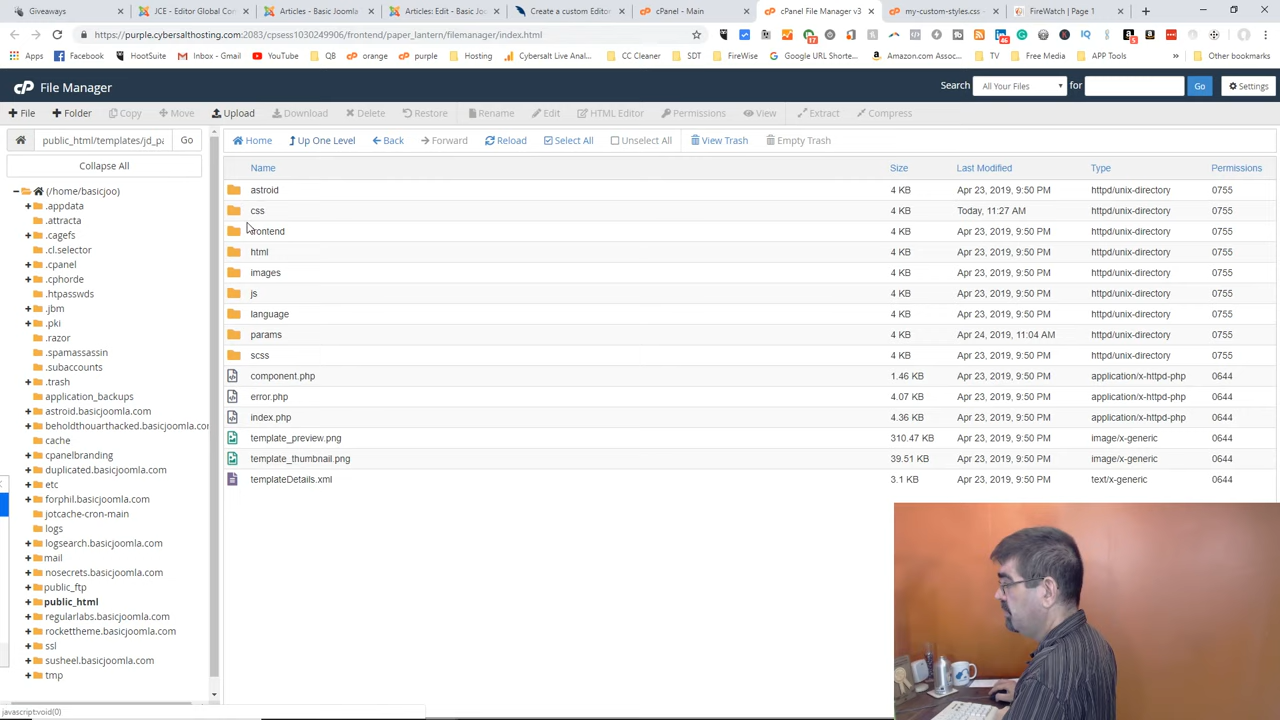 Giveaways
JCE - Editor Global Con
Articles - Basic Jooml
Articles: Edit - Basic Jo
Create a custom Editor
cPanel - Main
cPanel File Manager v3
my-custom-styles.css
FireWatch | Page 1
https://purple.cybersalthosting.com:2083/cpsess1030249906/frontend/paper_lantern/filemanager/index.html
Apps
Facebook
HootSuite
Inbox - Gmail
YouTube
QB
orange
purple
Hosting
Cybersalt Live Anal...
CC Cleaner
SDT
FireWise
Google URL Shorte...
Amazon.com Assoc...
TV
Free Media
APP Tools
»
Other bookmarks
File Manager
Search
All Your Files
for
Go
Settings
File
Folder
Copy
Move
Upload
Download
Delete
Restore
Rename
Edit
HTML Editor
Permissions
View
Extract
Compress
public_html/templates/jd_pa
Go
Home
Up One Level
Back
Forward
Reload
Select All
Unselect All
View Trash
Empty Trash
Collapse All
(/home/basicjoo)
.appdata
.attracta
.cagefs
.cl.selector
.cpanel
.cphorde
.htpasswds
.jbm
.pki
.razor
.spamassassin
.subaccounts
.trash
application_backups
astroid.basicjoomla.com
beholdthouarthacked.basicjoomla.com
cache
cpanelbranding
duplicated.basicjoomla.com
etc
forphil.basicjoomla.com
jotcache-cron-main
logs
logsearch.basicjoomla.com
mail
nosecrets.basicjoomla.com
public_ftp
public_html
regularlabs.basicjoomla.com
rockettheme.basicjoomla.com
ssl
susheel.basicjoomla.com
tmp
Name Size Last Modified Type Permissions
astroid 4 KB Apr 23, 2019, 9:50 PM httpd/unix-directory 0755
css 4 KB Today, 11:27 AM httpd/unix-directory 0755
frontend 4 KB Apr 23, 2019, 9:50 PM httpd/unix-directory 0755
html 4 KB Apr 23, 2019, 9:50 PM httpd/unix-directory 0755
images 4 KB Apr 23, 2019, 9:50 PM httpd/unix-directory 0755
js 4 KB Apr 23, 2019, 9:50 PM httpd/unix-directory 0755
language 4 KB Apr 23, 2019, 9:50 PM httpd/unix-directory 0755
params 4 KB Apr 24, 2019, 11:04 AM httpd/unix-directory 0755
scss 4 KB Apr 23, 2019, 9:50 PM httpd/unix-directory 0755
component.php 1.46 KB Apr 23, 2019, 9:50 PM application/x-httpd-php 0644
error.php 4.07 KB Apr 23, 2019, 9:50 PM application/x-httpd-php 0644
index.php 4.36 KB Apr 23, 2019, 9:50 PM application/x-httpd-php 0644
template_preview.png 310.47 KB Apr 23, 2019, 9:50 PM image/x-generic 0644
template_thumbnail.png 39.51 KB Apr 23, 2019, 9:50 PM image/x-generic 0644
templateDetails.xml 3.1 KB Apr 23, 2019, 9:50 PM text/x-generic 0644
javascript:void(0)